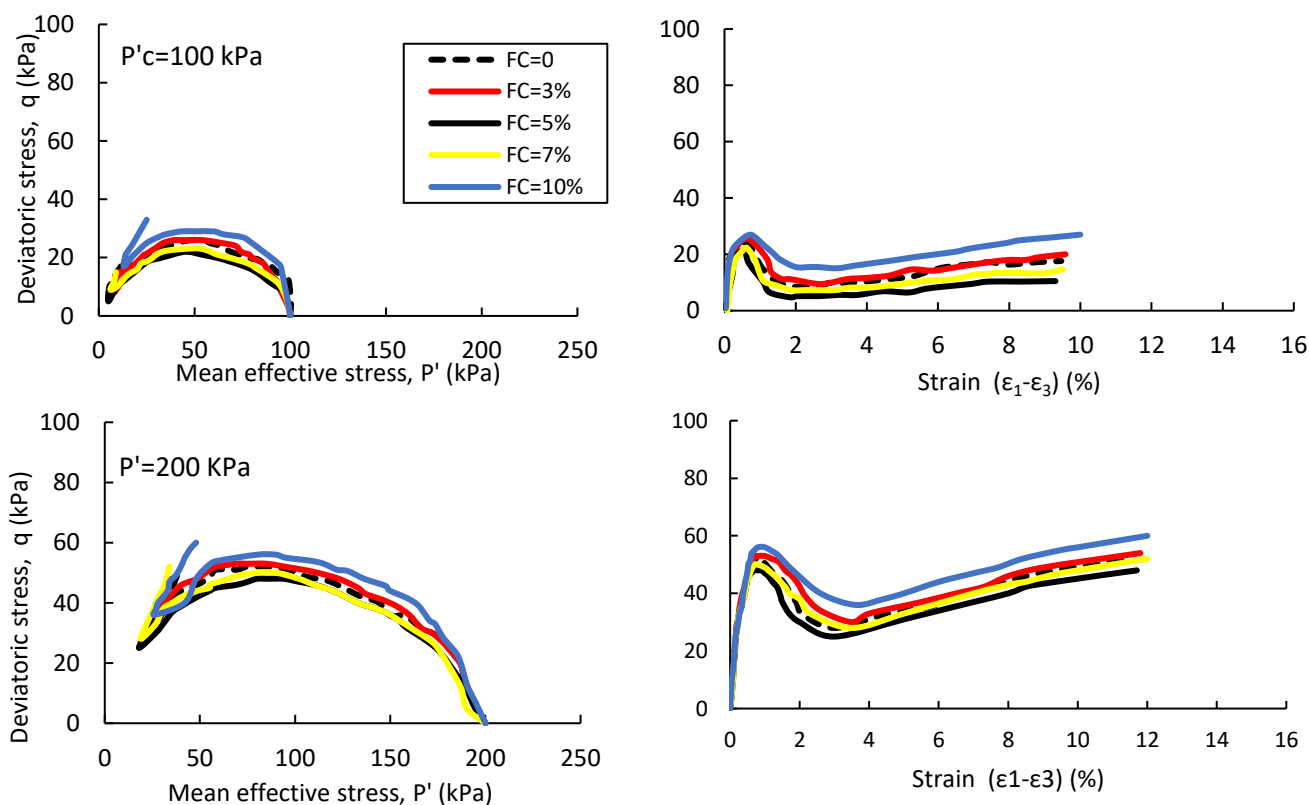 100
80
60
40
20
0
Deviatoric stress, q (kPa)
P'c=100 kPa
FC=0
FC=3%
FC=5%
FC=7%
FC=10%
0 50 100 150 200 250
Mean effective stress, P' (kPa)
100
80
60
40
20
0
0 2 4 6 8 10 12 14 16
Strain (ε₁-ε₃) (%)
100
80
60
40
20
0
Deviatoric stress, q (kPa)
P'=200 KPa
0 50 100 150 200 250
Mean effective stress, P' (kPa)
100
80
60
40
20
0
0 2 4 6 8 10 12 14 16
Strain (ε1-ε3) (%)